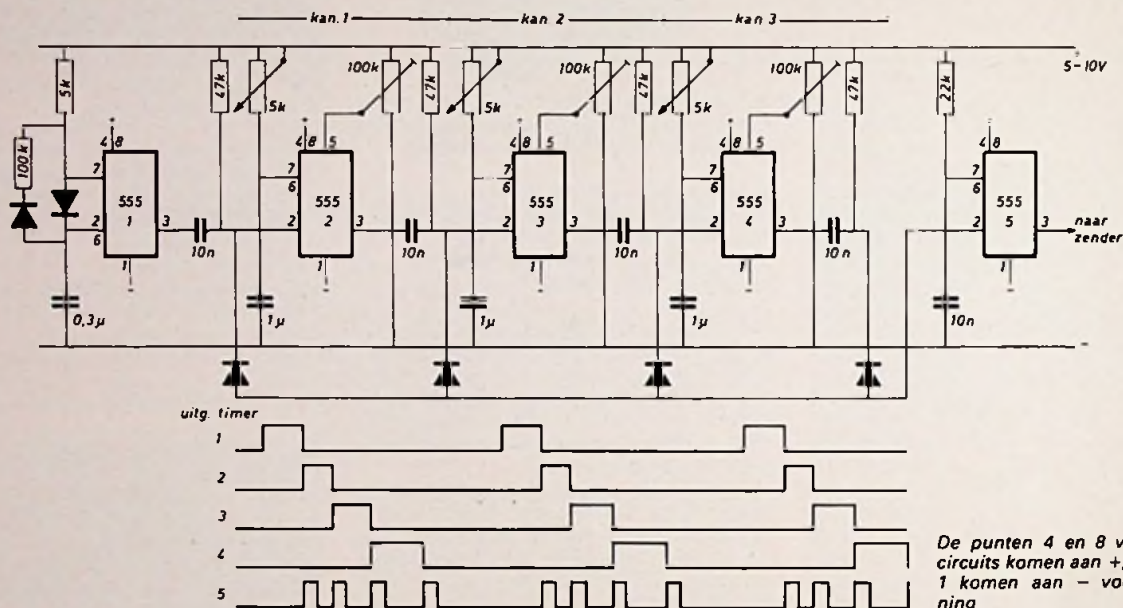 kan. 1 kan. 2 kan. 3
5-10V
5k 47k 5k 100k 47k 5k 100k 47k 5k 100k 47k 22k
100k
4 8 4 8 5 4 8 5 4 8 5 4 8
7 7 7 7 7
6 6 6 6
555 555 555 555 555
1 2 3 4 5
2 3 2 3 2 3 2 3 2 3
6
naar
zender
10n 10n 10n 10n
1 1 1 1 1
0,3µ 1µ 1µ 1µ 10n
uitg. timer
1
2
3
4
5
De punten 4 en 8 v
circuits komen aan +,
1 komen aan – vo
ning